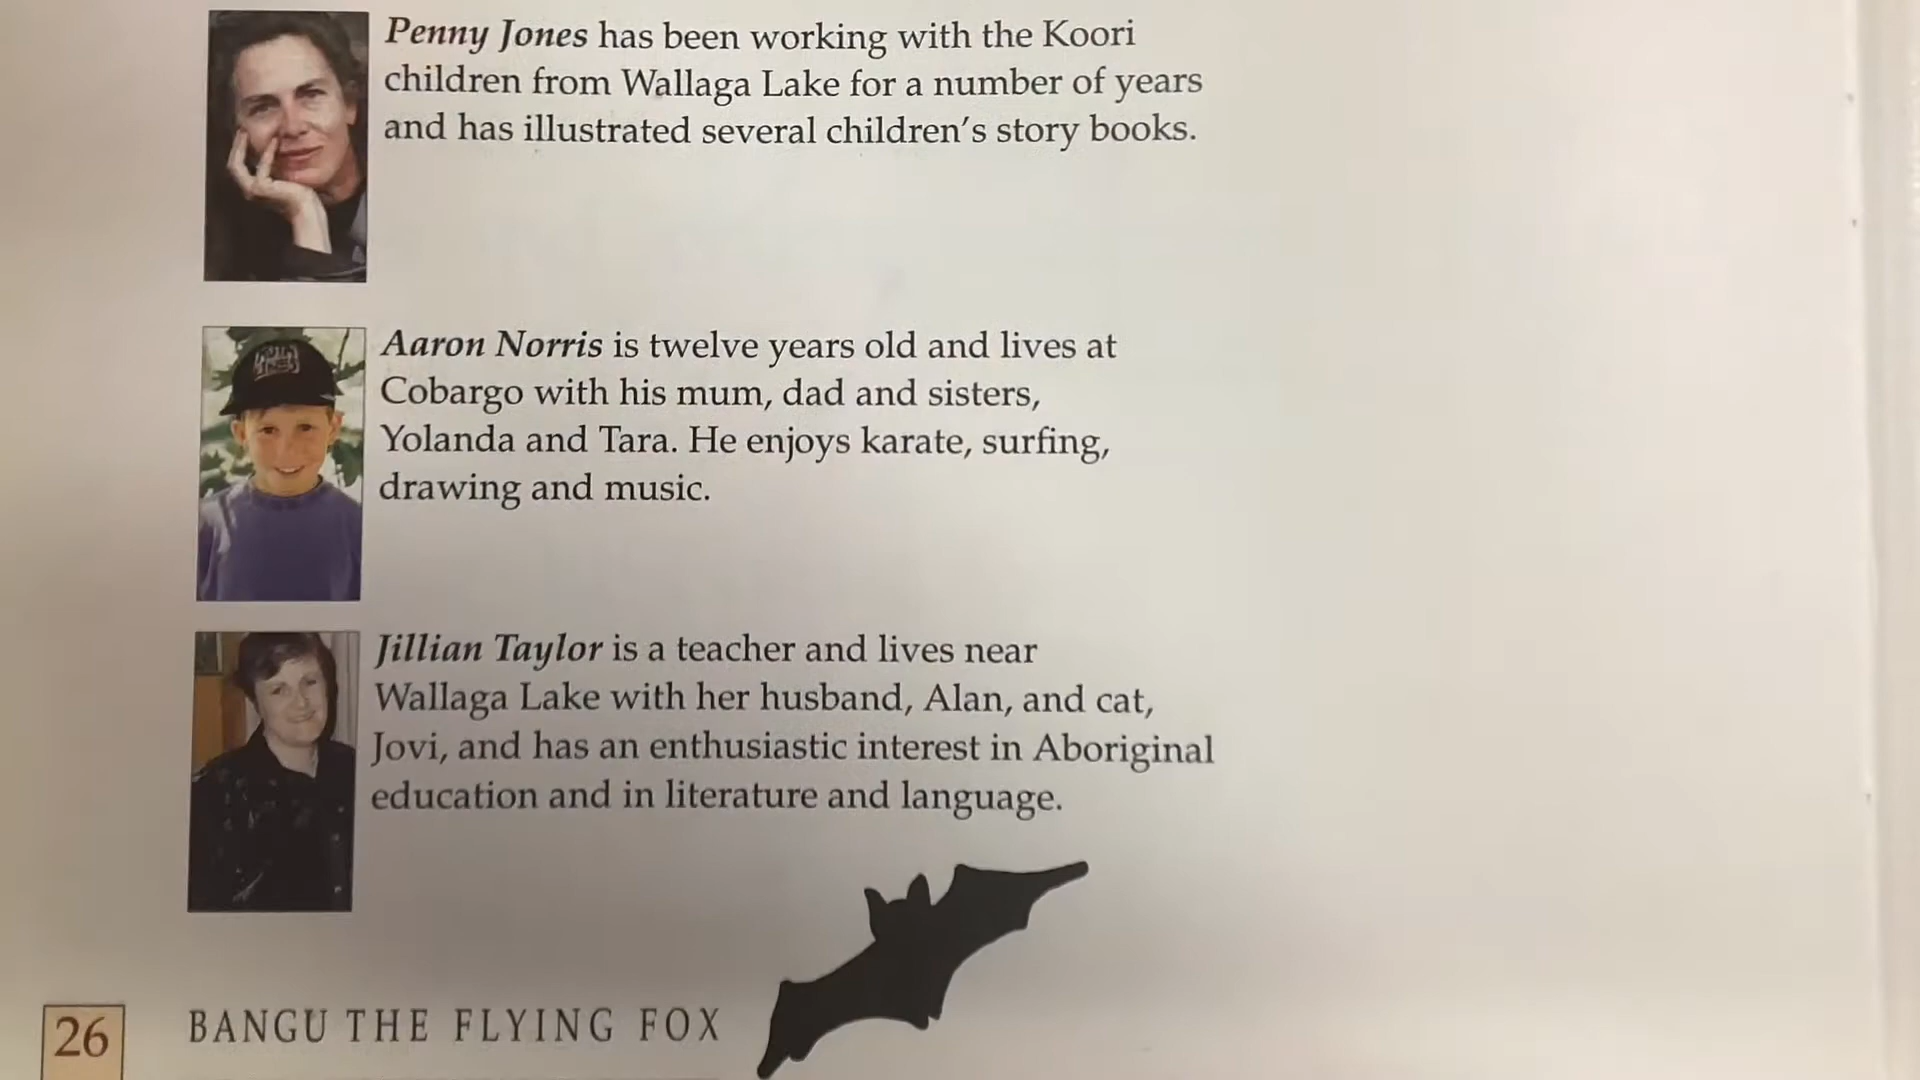 Penny Jones has been working with the Koori
children from Wallaga Lake for a number of years
and has illustrated several children's story books.
Aaron Norris is twelve years old and lives at
Cobargo with his mum, dad and sisters,
Yolanda and Tara. He enjoys karate, surfing,
drawing and music.
Jillian Taylor is a teacher and lives near
Wallaga Lake with her husband, Alan, and cat,
Jovi, and has an enthusiastic interest in Aboriginal
education and in literature and language.
26 BANGU THE FLYING FOX